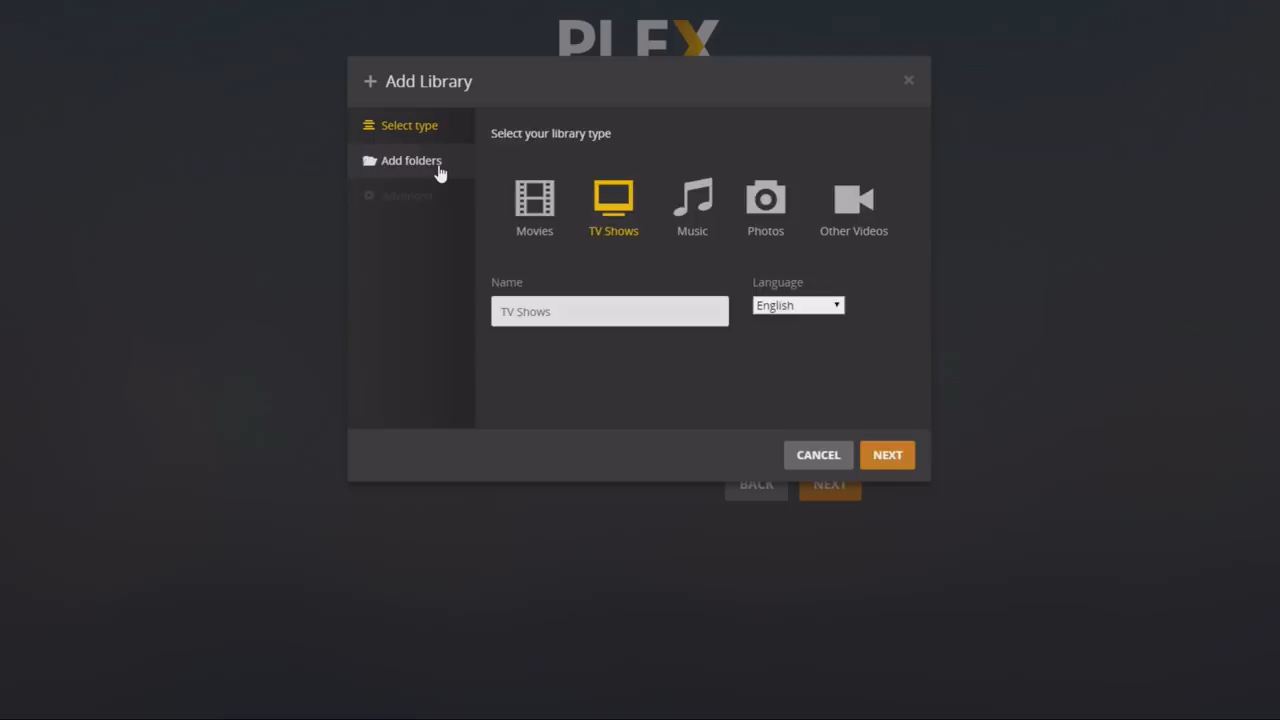 PLEX
+ Add Library ×
Select type
Add folders
Advanced
Select your library type
Movies
TV Shows
Music
Photos
Other Videos
Name
Language
TV Shows
English
CANCEL
NEXT
BACK
NEXT